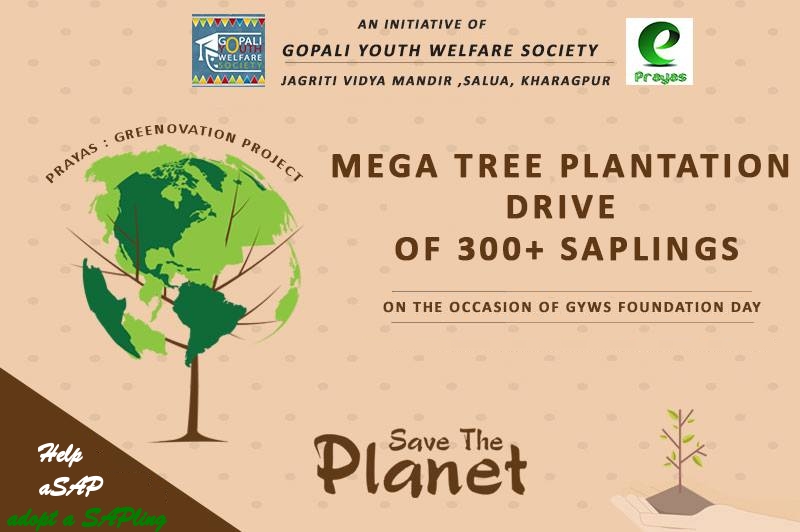 AN INITIATIVE OF
GOPALI YOUTH WELFARE SOCIETY
JAGRITI VIDYA MANDIR ,SALUA, KHARAGPUR
GOPALI
YOUTH
WELFARE
SOCIETY
e
Prayas
PRAYAS : GREENOVATION PROJECT
MEGA TREE PLANTATION
DRIVE
OF 300+ SAPLINGS
ON THE OCCASION OF GYWS FOUNDATION DAY
Save The
Planet
Help
aSAP
adopt a SAPling